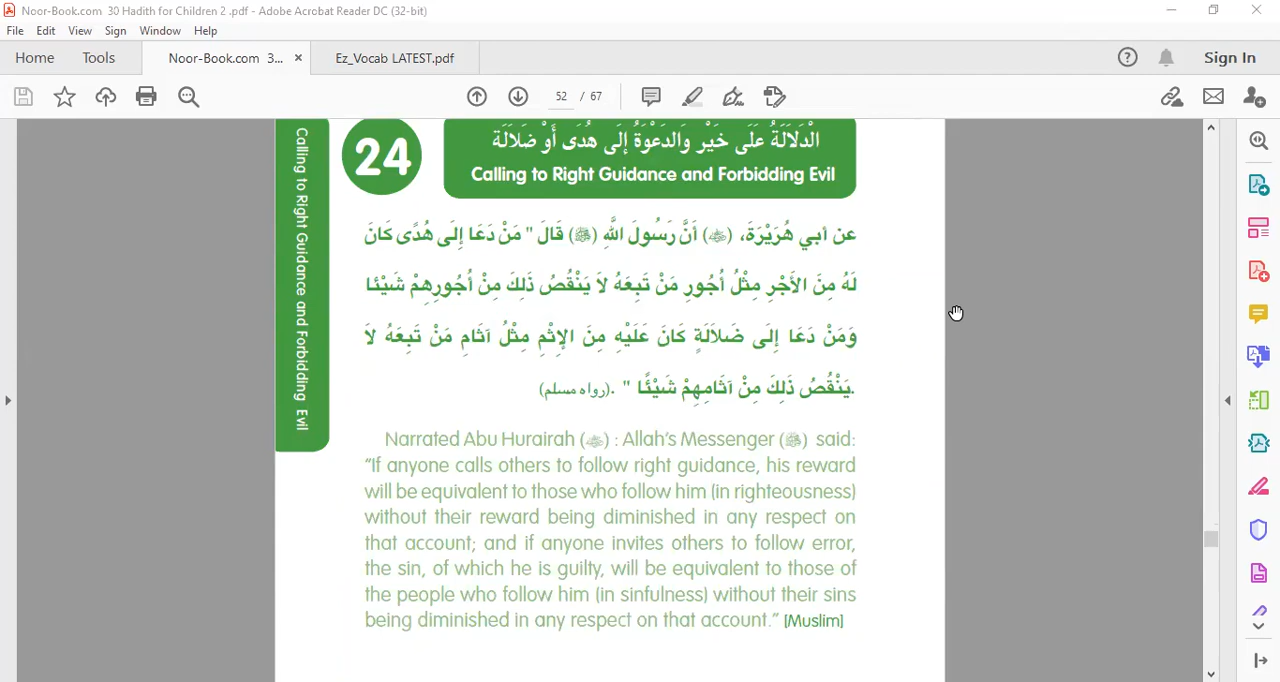 Noor-Book.com 30 Hadith for Children 2 .pdf - Adobe Acrobat Reader DC (32-bit)
File Edit View Sign Window Help
Home Tools Noor-Book.com 3... × Ez_Vocab LATEST.pdf Sign In
52 / 67
Calling to Right Guidance and Forbidding Evil
24
الْدَلَالَةُ عَلَى خَيْر وَالدَعْوَةُ إِلَى هُدَى أَوْ ضَلَالَة
Calling to Right Guidance and Forbidding Evil
عن أبي هُرَيْرَةَ، (رضي الله عنه) أَنَّ رَسُولَ اللَّهِ (ﷺ) قَالَ " مَنْ دَعَا إِلَى هُدًى كَانَ
لَهُ مِنَ الأَجْرِ مِثْلُ أُجُورِ مَنْ تَبِعَهُ لاَ يَنْقُصُ ذَلِكَ مِنْ أُجُورِهِمْ شَيْئا
وَمَنْ دَعَا إِلَى ضَلاَلَةٍ كَانَ عَلَيْهِ مِنَ الإِثْمِ مِثْلُ آثَامِ مَنْ تَبِعَهُ لاَ
.يَنْقُصُ ذَلِكَ مِنْ آثَامِهِمْ شَيْئًا " .(رواه مسلم)
Narrated Abu Hurairah (رضي الله عنه) : Allah's Messenger (ﷺ) said:
"If anyone calls others to follow right guidance, his reward
will be equivalent to those who follow him (in righteousness)
without their reward being diminished in any respect on
that account; and if anyone invites others to follow error,
the sin, of which he is guilty, will be equivalent to those of
the people who follow him (in sinfulness) without their sins
being diminished in any respect on that account." [Muslim]